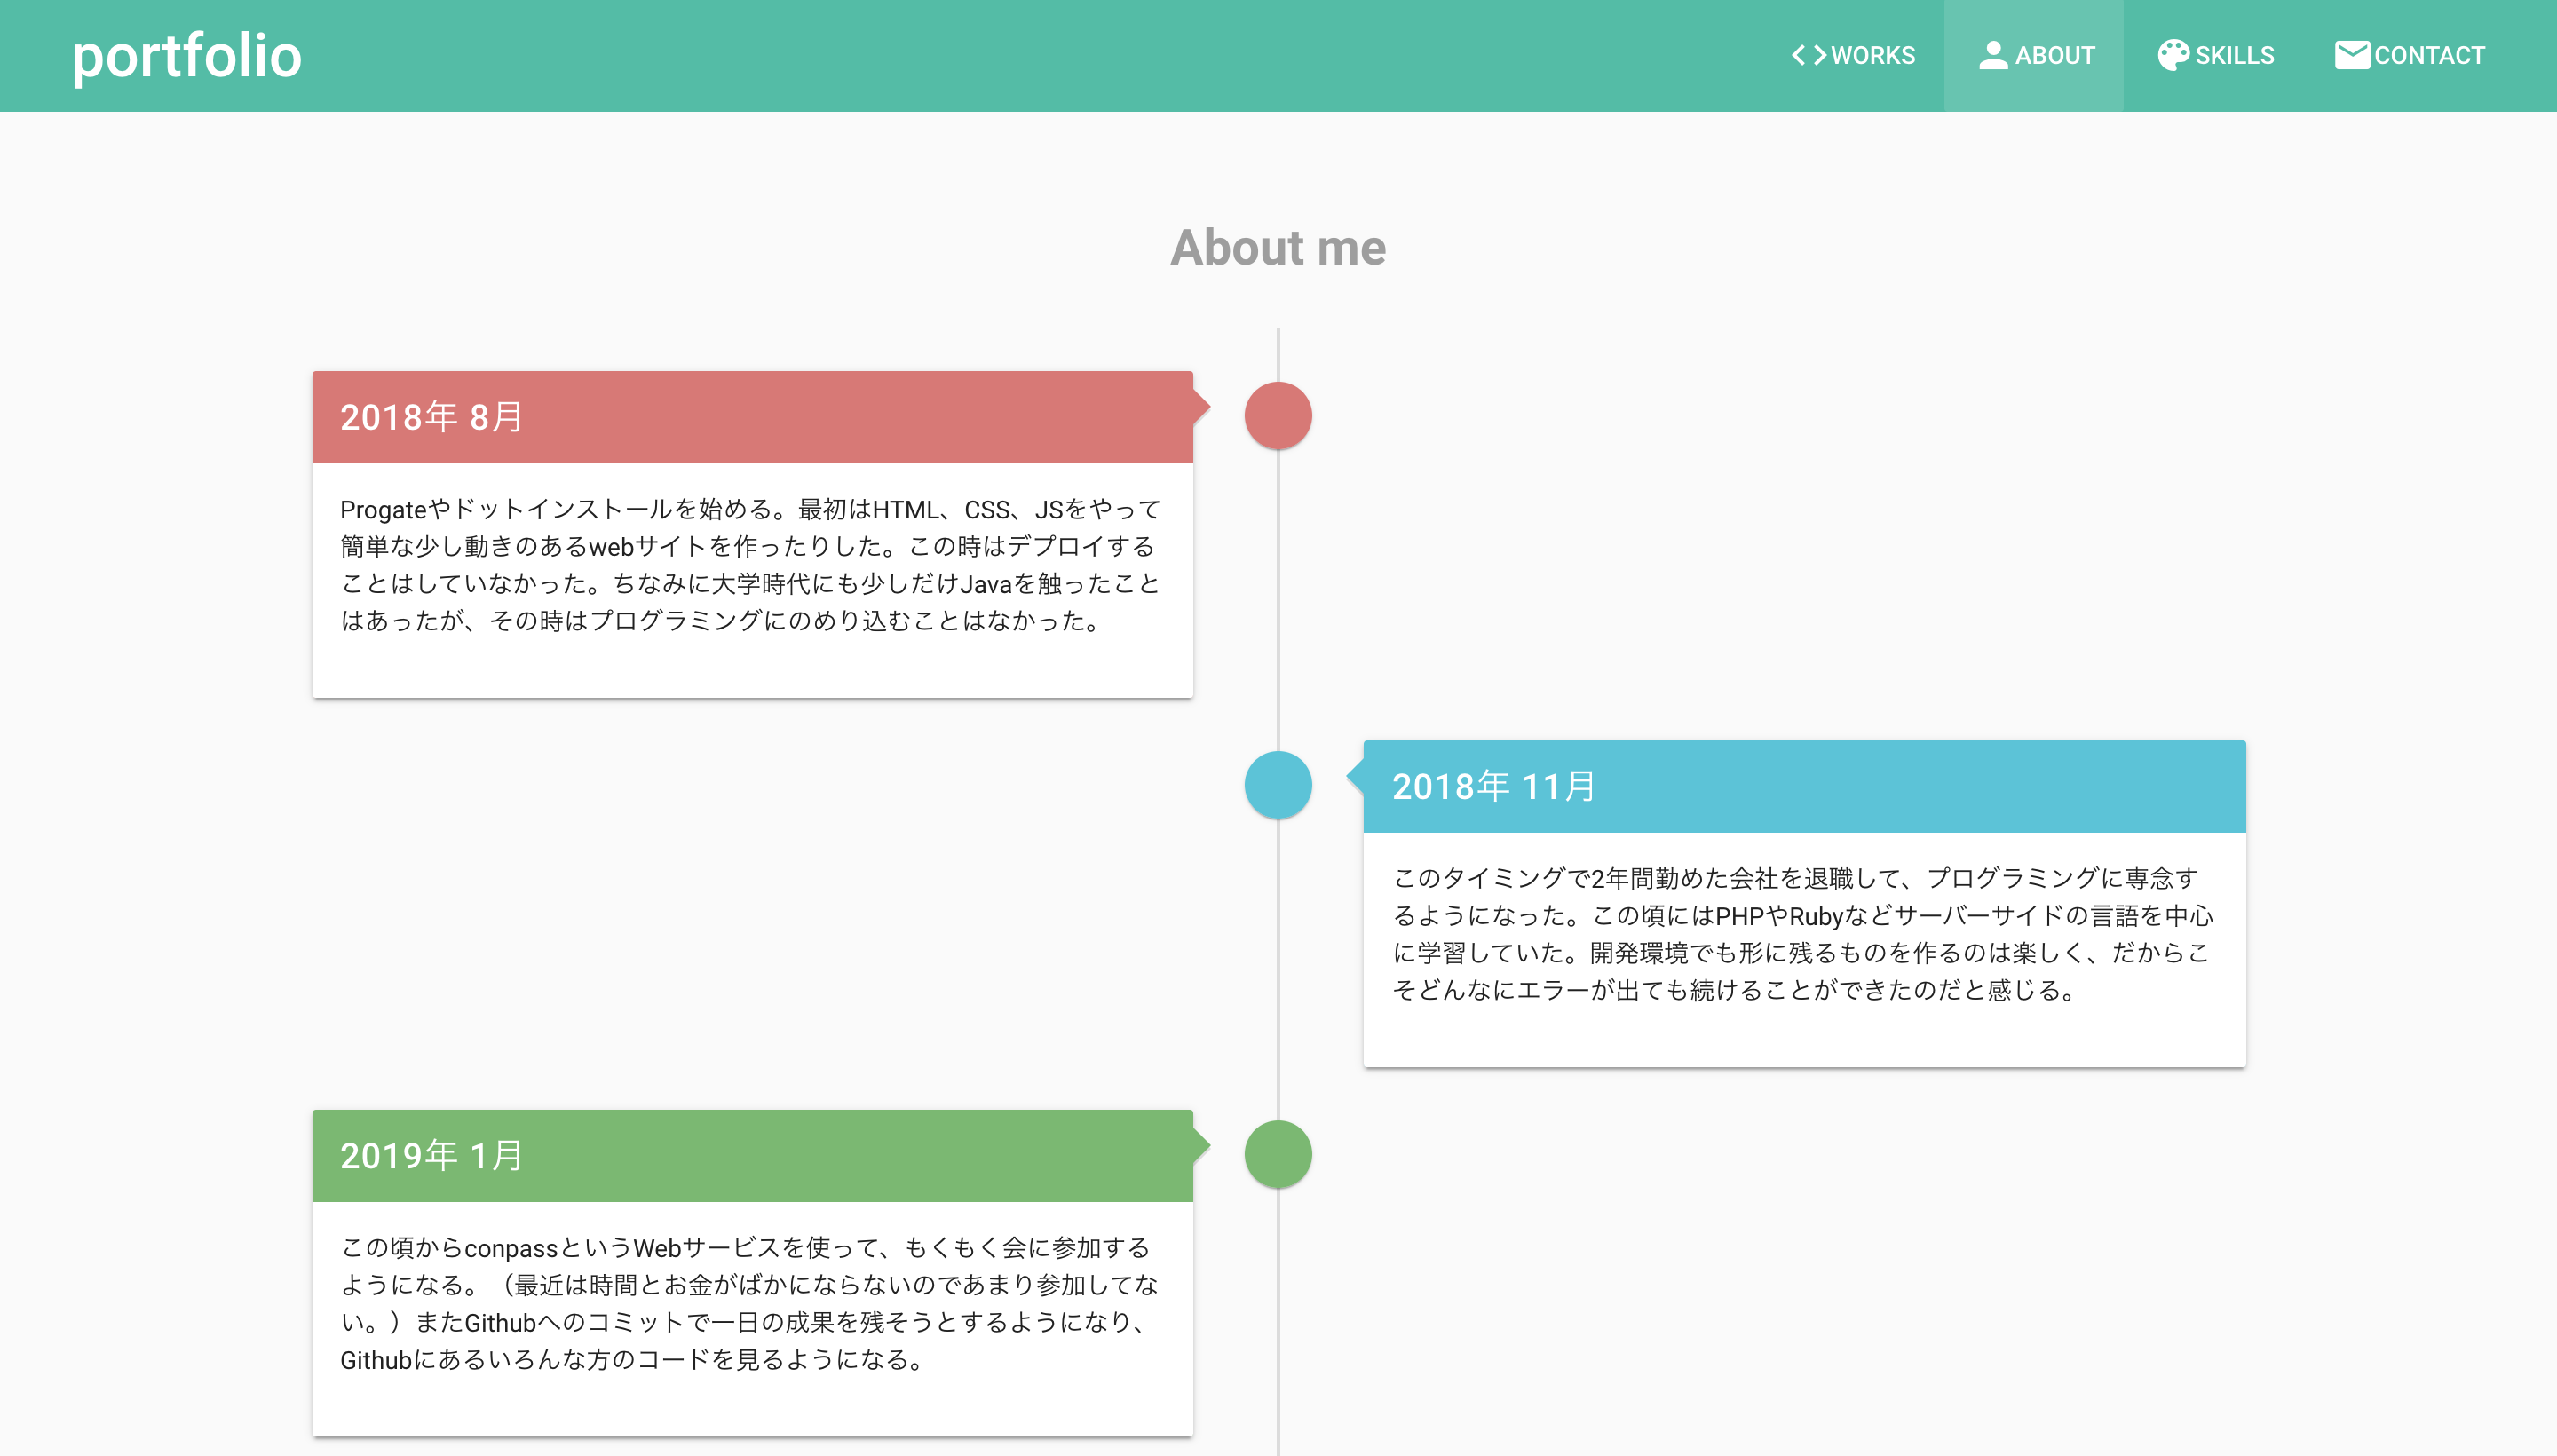 portfolio
WORKS
ABOUT
SKILLS
CONTACT
About me
2018年 8月
Progateやドットインストールを始める。最初はHTML、CSS、JSをやって
簡単な少し動きのあるwebサイトを作ったりした。この時はデプロイする
ことはしていなかった。ちなみに大学時代にも少しだけJavaを触ったこと
はあったが、その時はプログラミングにのめり込むことはなかった。
2018年 11月
このタイミングで2年間勤めた会社を退職して、プログラミングに専念す
るようになった。この頃にはPHPやRubyなどサーバーサイドの言語を中心
に学習していた。開発環境でも形に残るものを作るのは楽しく、だからこ
そどんなにエラーが出ても続けることができたのだと感じる。
2019年 1月
この頃からconpassというWebサービスを使って、もくもく会に参加する
ようになる。（最近は時間とお金がばかにならないのであまり参加してな
い。）またGithubへのコミットで一日の成果を残そうとするようになり、
Githubにあるいろんな方のコードを見るようになる。